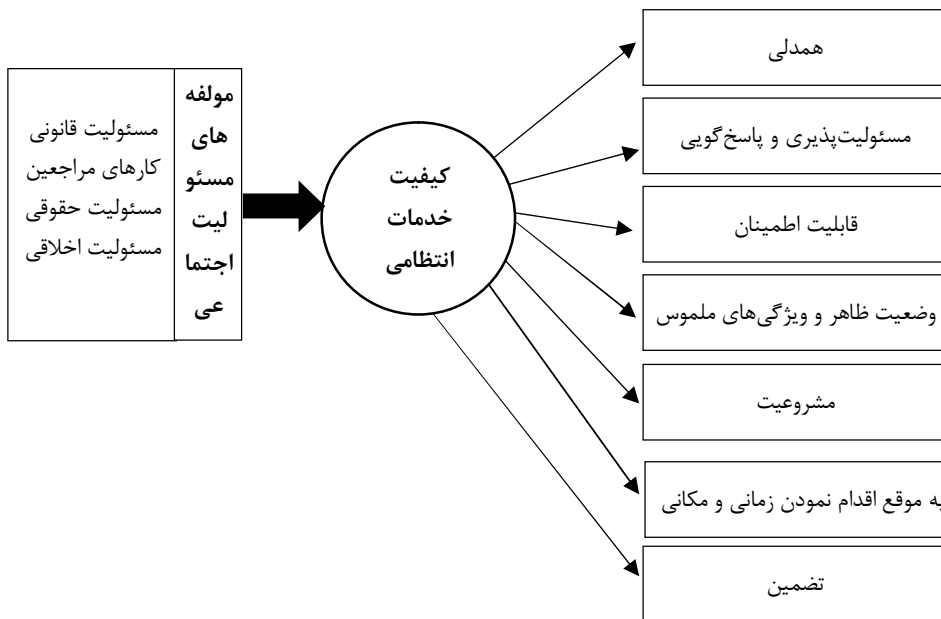 مولفه
های
مسئو
لیت
اجتما
عی
مسئولیت قانونی
کارهای مراجعین
مسئولیت حقوقی
مسئولیت اخلاقی
کیفیت
خدمات
انتظامی
همدلی
مسئولیت‌پذیری و پاسخ‌گویی
قابلیت اطمینان
وضعیت ظاهر و ویژگی‌های ملموس
مشروعیت
به موقع اقدام نمودن زمانی و مکانی
تضمین